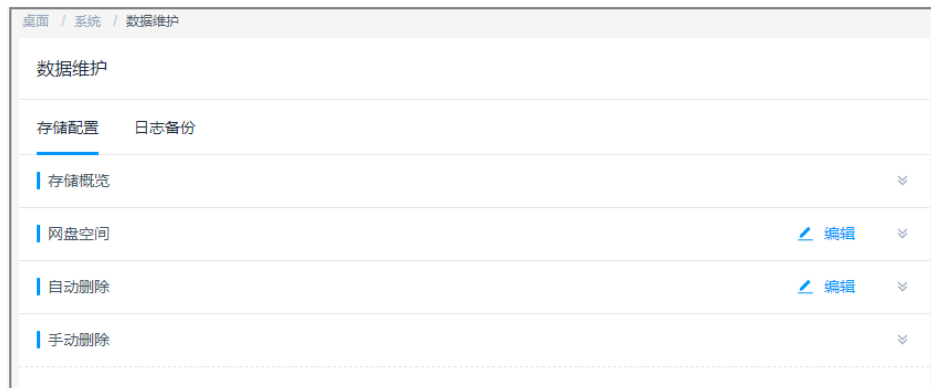 桌面 / 系统 / 数据维护
数据维护
存储配置 日志备份
存储概览
网盘空间 编辑
自动删除 编辑
手动删除